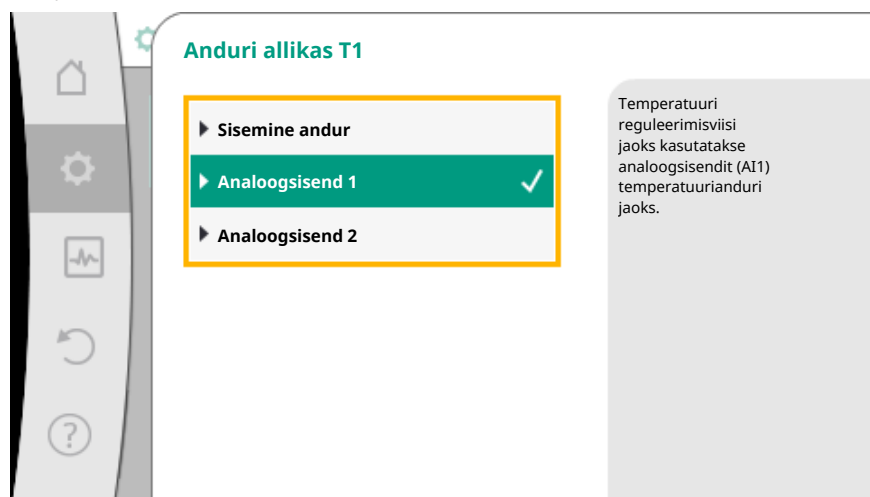 Anduri allikas T1
Sisemine andur
Analoogsisend 1
Analoogsisend 2
Temperatuuri
reguleerimisviisi
jaoks kasutatakse
analoogsisendit (AI1)
temperatuurianduri
jaoks.
?